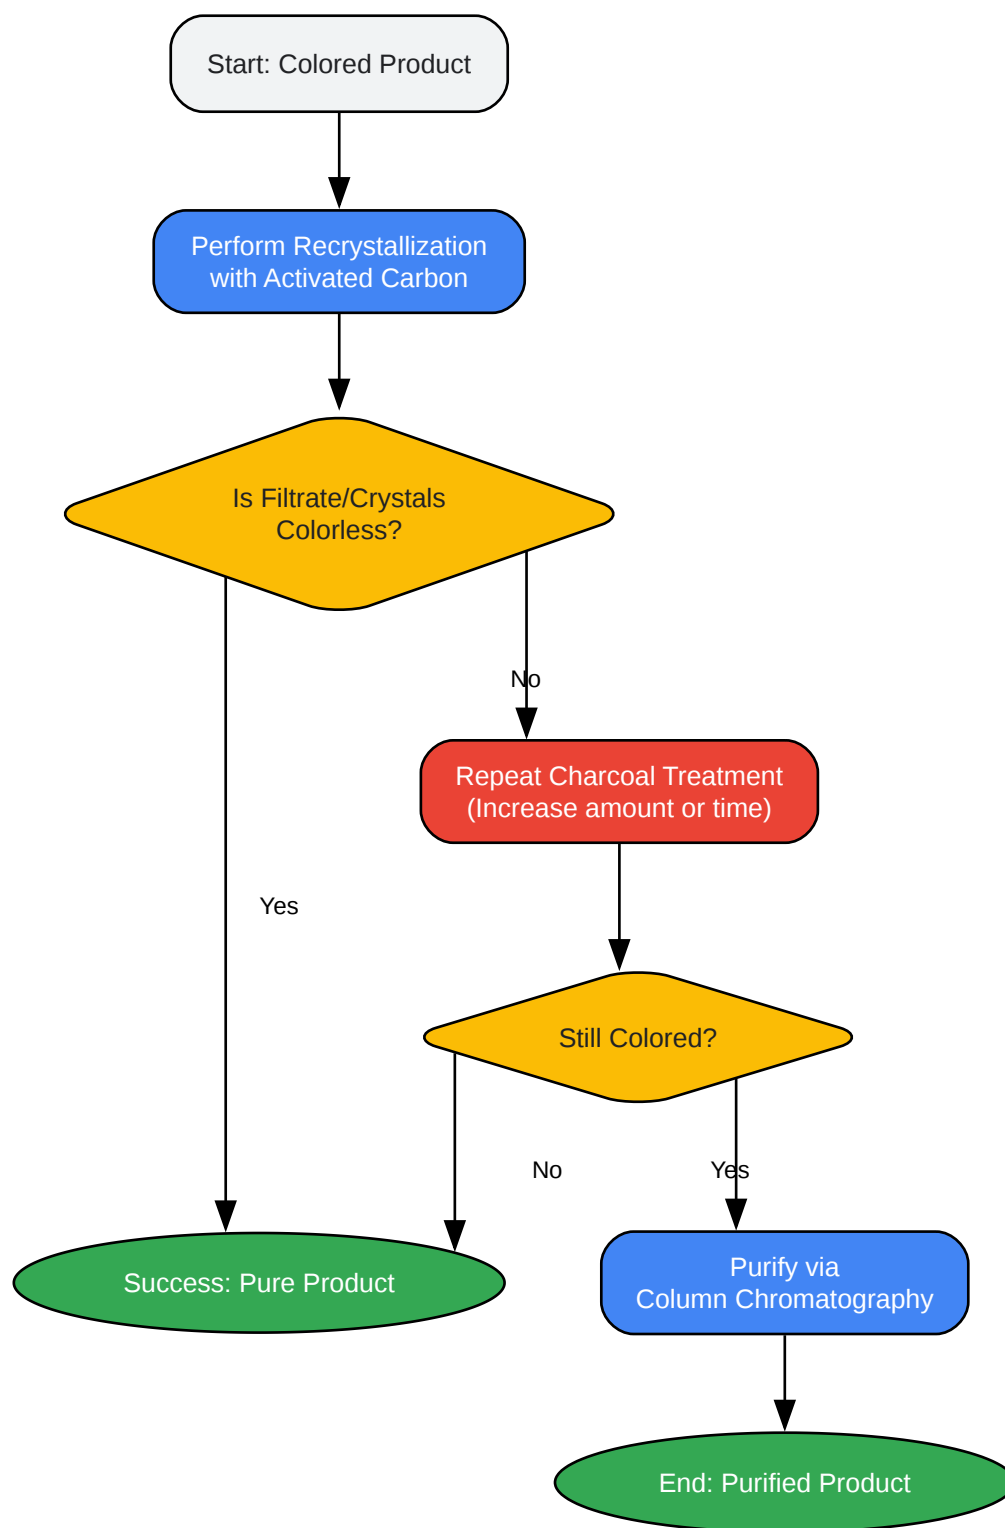 Start: Colored Product
Perform Recrystallization
with Activated Carbon
Is Filtrate/Crystals
Colorless?
No
Repeat Charcoal Treatment
(Increase amount or time)
Yes
Still Colored?
No
Yes
Success: Pure Product
Purify via
Column Chromatography
End: Purified Product